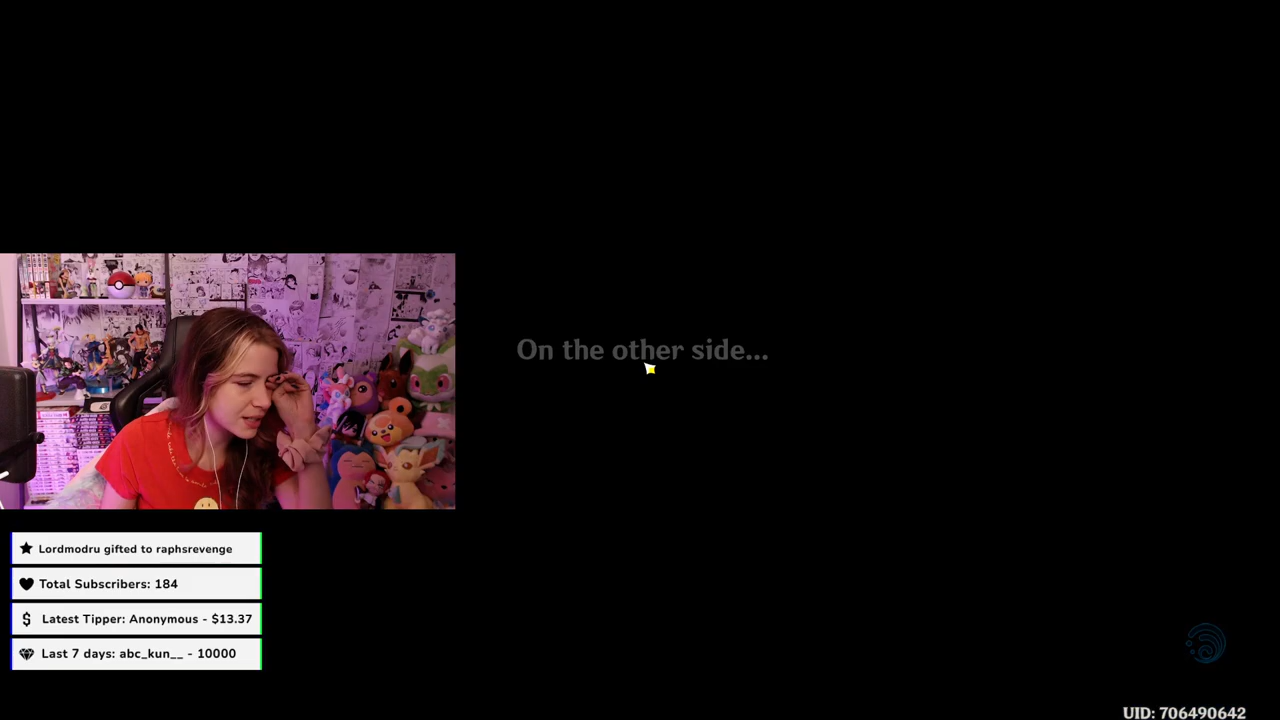 On the other side...
Lordmodru gifted to raphsrevenge
Total Subscribers: 184
Latest Tipper: Anonymous - $13.37
Last 7 days: abc_kun__ - 10000
UID: 706490642